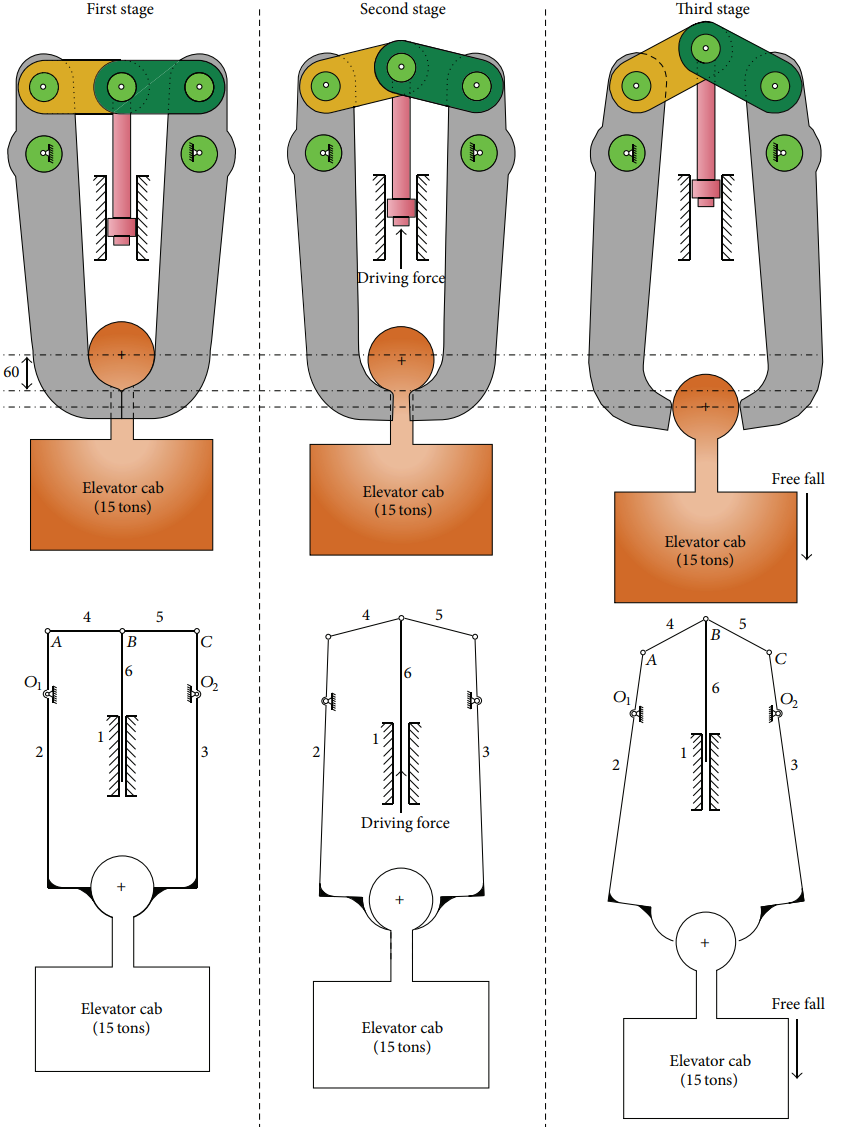 First stage
Second stage
Third stage
Driving force
60
Elevator cab
(15 tons)
Elevator cab
(15 tons)
Free fall
Elevator cab
(15 tons)
4
5
A
B
C
O1
O2
6
1
2
3
Elevator cab
(15 tons)
4
5
6
1
2
3
Driving force
Elevator cab
(15 tons)
4
5
B
A
C
O1
O2
6
1
2
3
Free fall
Elevator cab
(15 tons)